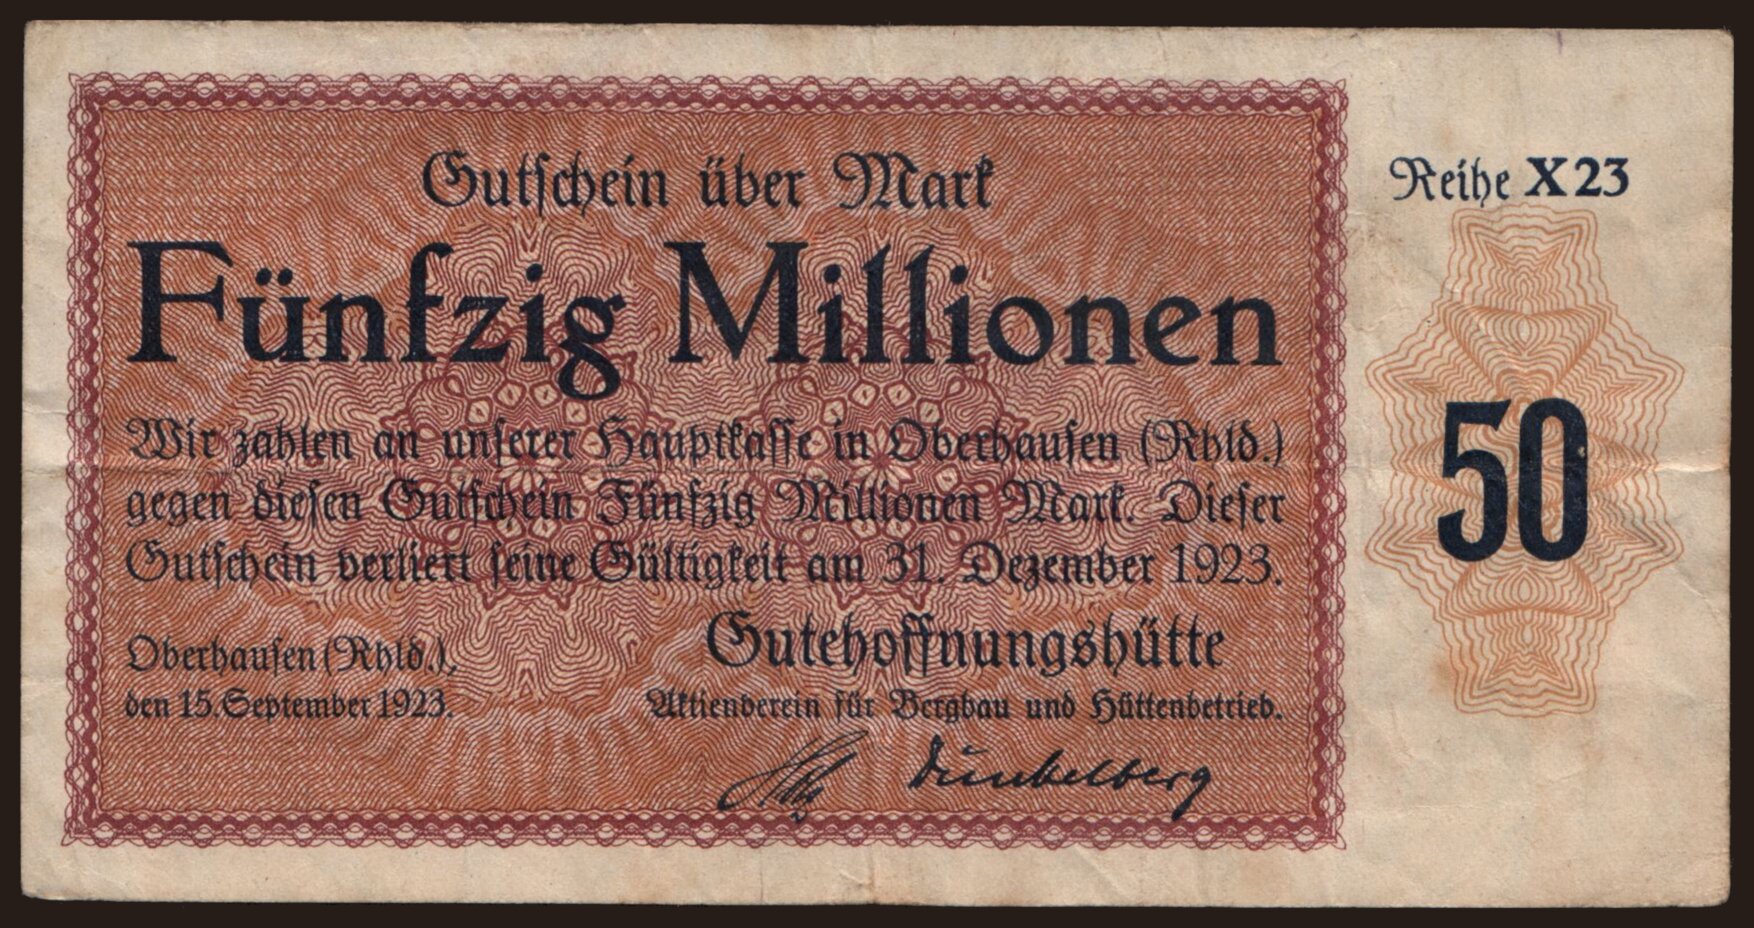 Gutschein über Mark
Fünfzig Millionen
Wir zahlen an unserer Hauptkasse in Oberhausen (Rhld.)
gegen diesen Gutschein Fünfzig Millionen Mark. Dieser
Gutschein verliert seine Gültigkeit am 31. Dezember 1923.
Oberhausen (Rhld.),
den 15. September 1923.
Gutehoffnungshütte
Aktienverein für Bergbau und Hüttenbetrieb.
Dunkelberg
Reihe X23
50